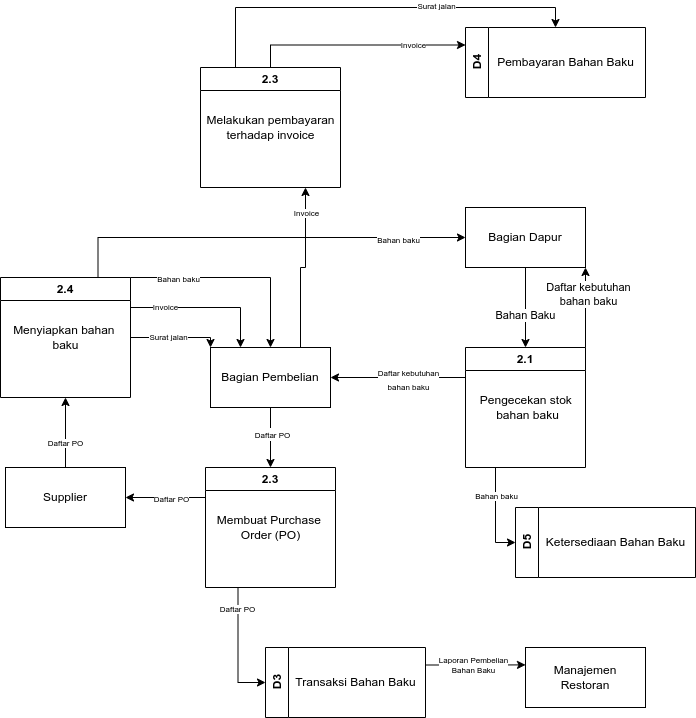 Surat jalan
Invoice
D4
Pembayaran Bahan Baku
2.3
Melakukan pembayaran
terhadap invoice
Invoice
Bahan baku
Bagian Dapur
2.4
Menyiapkan bahan
baku
Bahan baku
Invoice
Surat jalan
Bahan Baku
Daftar kebutuhan
bahan baku
Bagian Pembelian
Daftar kebutuhan
bahan baku
2.1
Pengecekan stok
bahan baku
Daftar PO
Daftar PO
Supplier
Daftar PO
2.3
Membuat Purchase
Order (PO)
Bahan baku
D5
Ketersediaan Bahan Baku
Daftar PO
D3
Transaksi Bahan Baku
Laporan Pembelian
Bahan Baku
Manajemen
Restoran